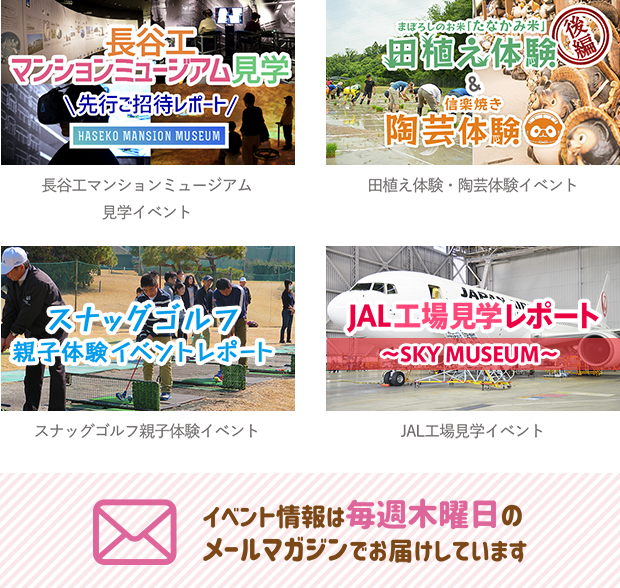 長谷工
マンションミュージアム見学
\先行ご招待レポート/
HASEKO MANSION MUSEUM
長谷工マンションミュージアム
見学イベント
まぼろしのお米「たなかみ米」
田植え体験
後編
&
信楽焼き
陶芸体験
田植え体験・陶芸体験イベント
スナッグゴルフ
親子体験イベントレポート
スナッグゴルフ親子体験イベント
JAPAN AIRLINES
JAL工場見学レポート
〜SKY MUSEUM〜
JAL工場見学イベント
イベント情報は毎週木曜日の
メールマガジンでお届けしています